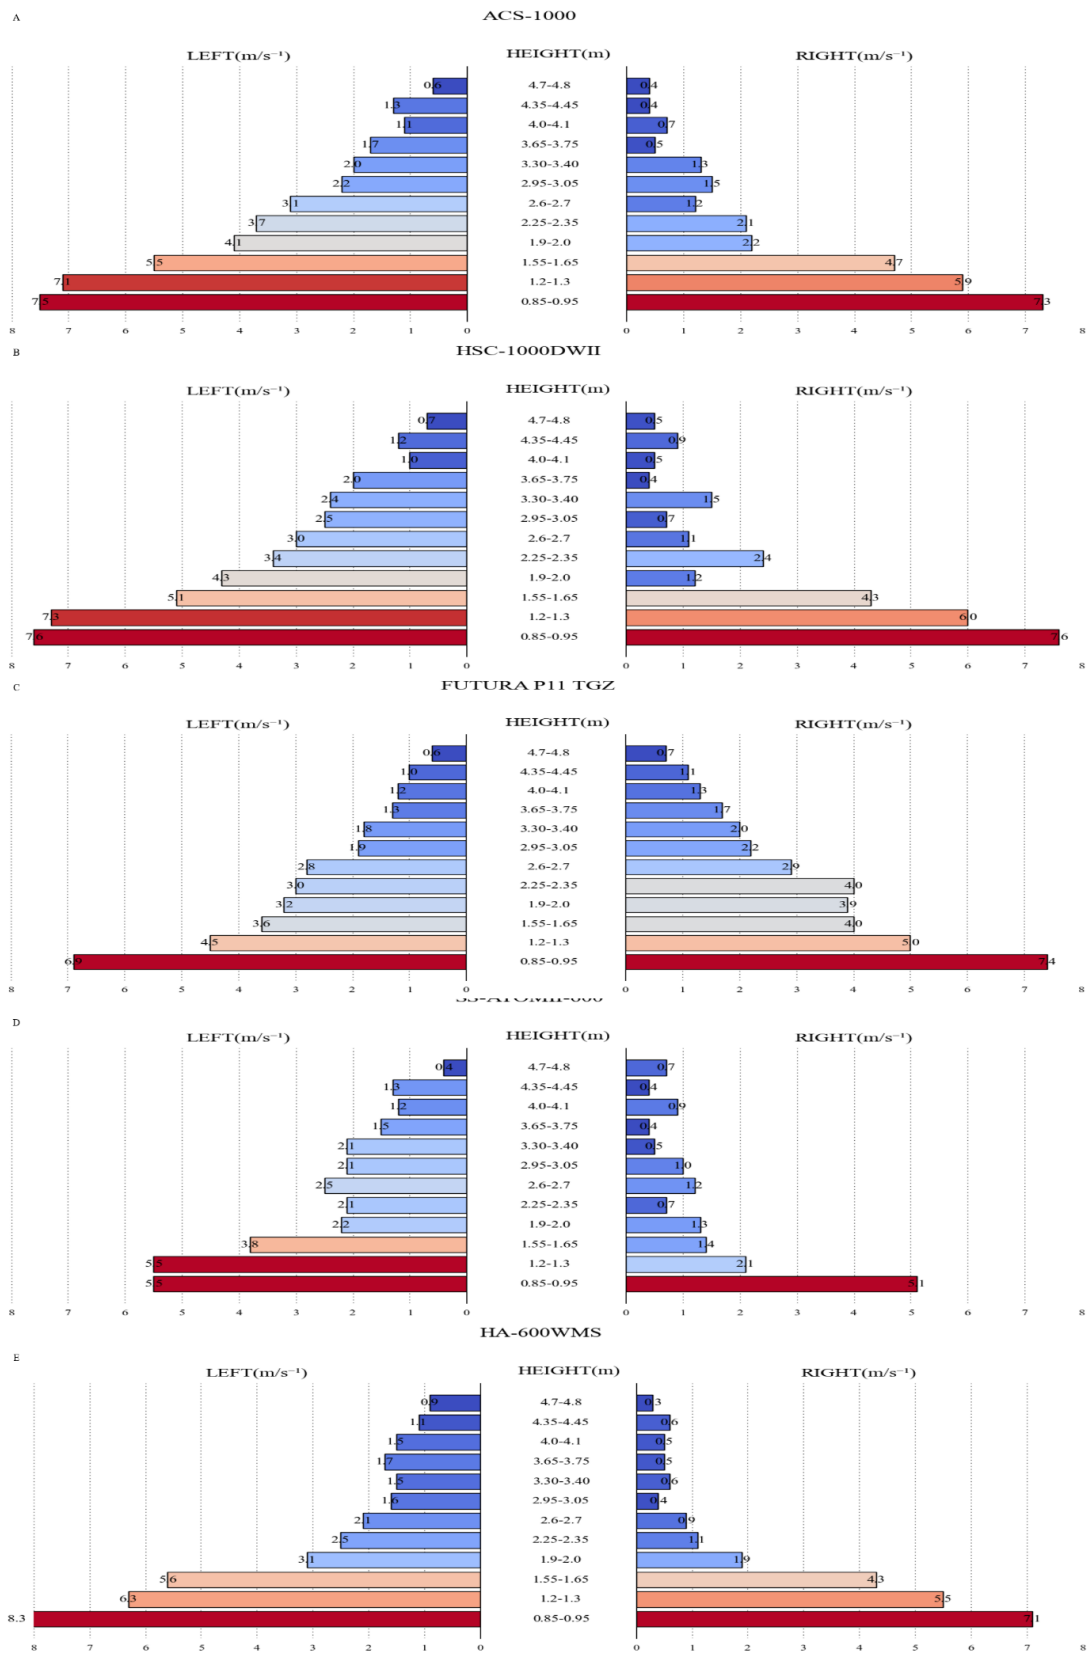 A
ACS-1000
LEFT(m/s⁻¹) HEIGHT(m) RIGHT(m/s⁻¹)
0.6 4.7-4.8 0.4
1.3 4.35-4.45 0.4
1.1 4.0-4.1 0.7
1.7 3.65-3.75 0.5
2.0 3.30-3.40 1.3
2.2 2.95-3.05 1.5
3.1 2.6-2.7 1.2
3.7 2.25-2.35 2.1
4.1 1.9-2.0 2.2
5.5 1.55-1.65 4.7
7.1 1.2-1.3 5.9
7.5 0.85-0.95 7.3
8 7 6 5 4 3 2 1 0 0 1 2 3 4 5 6 7 8
B
HSC-1000DWII
LEFT(m/s⁻¹) HEIGHT(m) RIGHT(m/s⁻¹)
0.7 4.7-4.8 0.5
1.2 4.35-4.45 0.9
1.0 4.0-4.1 0.5
2.0 3.65-3.75 0.4
2.4 3.30-3.40 1.5
2.5 2.95-3.05 0.7
3.0 2.6-2.7 1.1
3.4 2.25-2.35 2.4
4.3 1.9-2.0 1.2
5.1 1.55-1.65 4.3
7.3 1.2-1.3 6.0
7.6 0.85-0.95 7.6
8 7 6 5 4 3 2 1 0 0 1 2 3 4 5 6 7 8
C
FUTURA P11 TGZ
LEFT(m/s⁻¹) HEIGHT(m) RIGHT(m/s⁻¹)
0.6 4.7-4.8 0.7
1.0 4.35-4.45 1.1
1.2 4.0-4.1 1.3
1.3 3.65-3.75 1.7
1.8 3.30-3.40 2.0
1.9 2.95-3.05 2.2
2.8 2.6-2.7 2.9
3.0 2.25-2.35 4.0
3.2 1.9-2.0 3.9
3.6 1.55-1.65 4.0
4.5 1.2-1.3 5.0
6.9 0.85-0.95 7.4
8 7 6 5 4 3 2 1 0 0 1 2 3 4 5 6 7 8
D
LEFT(m/s⁻¹) HEIGHT(m) RIGHT(m/s⁻¹)
0.4 4.7-4.8 0.7
1.3 4.35-4.45 0.4
1.2 4.0-4.1 0.9
1.5 3.65-3.75 0.4
2.1 3.30-3.40 0.5
2.1 2.95-3.05 1.0
2.5 2.6-2.7 1.2
2.1 2.25-2.35 0.7
2.2 1.9-2.0 1.3
3.8 1.55-1.65 1.4
5.5 1.2-1.3 2.1
5.5 0.85-0.95 5.1
8 7 6 5 4 3 2 1 0 0 1 2 3 4 5 6 7 8
HA-600WMS
E
LEFT(m/s⁻¹) HEIGHT(m) RIGHT(m/s⁻¹)
0.9 4.7-4.8 0.3
1.1 4.35-4.45 0.6
1.5 4.0-4.1 0.5
1.7 3.65-3.75 0.5
1.5 3.30-3.40 0.6
1.6 2.95-3.05 0.4
2.1 2.6-2.7 0.9
2.5 2.25-2.35 1.1
3.1 1.9-2.0 1.9
5.6 1.55-1.65 4.3
6.3 1.2-1.3 5.5
8.3 0.85-0.95 7.1
8 7 6 5 4 3 2 1 0 0 1 2 3 4 5 6 7 8